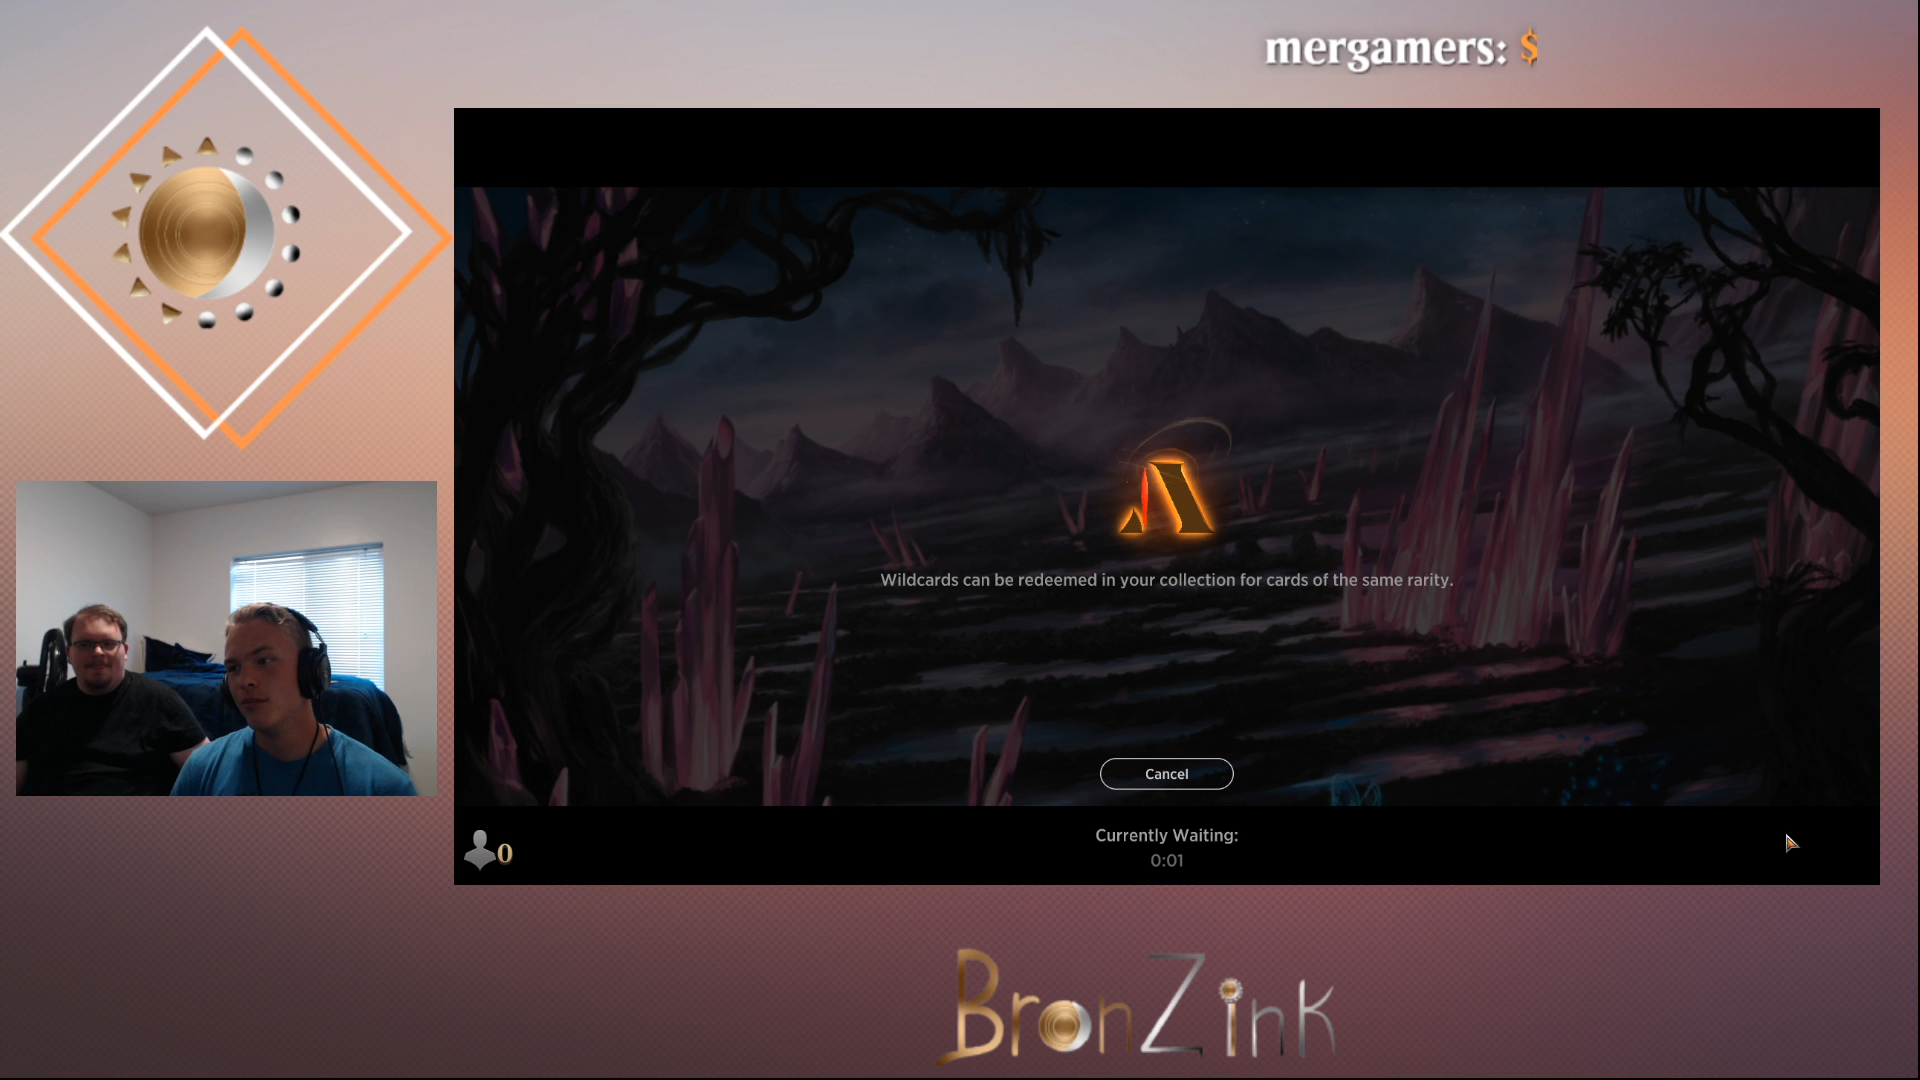 mergamers: $
Wildcards can be redeemed in your collection for cards of the same rarity.
Cancel
0
Currently Waiting:
0:01
BronZink